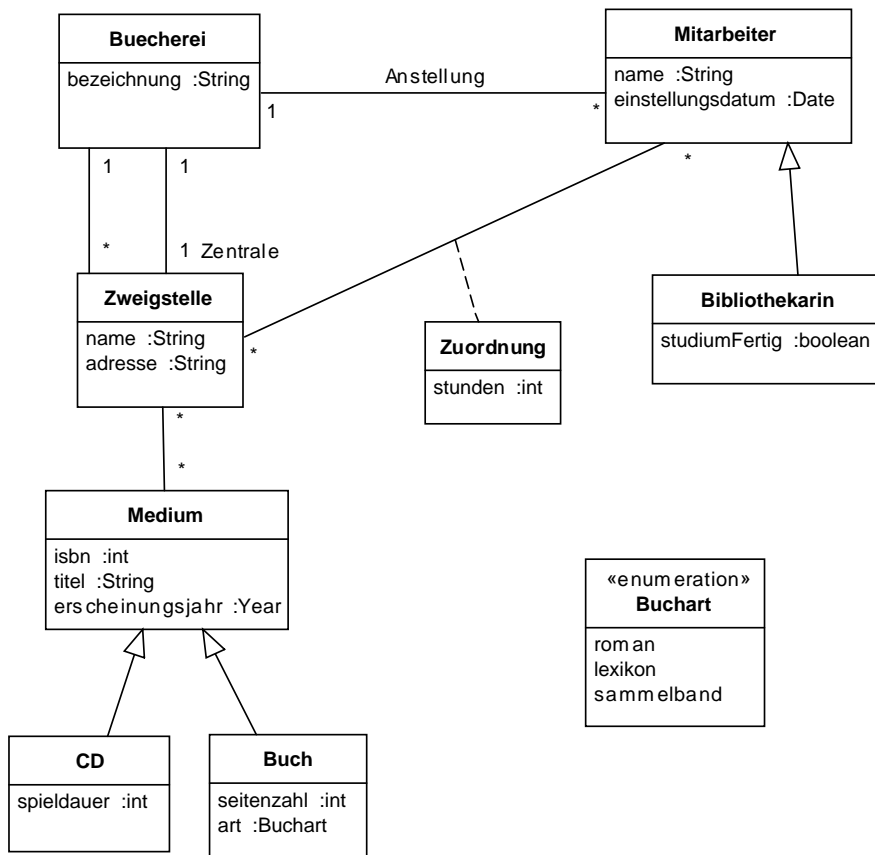 Buecherei
bezeichnung :String
Anstellung
1
*
Mitarbeiter
name :String
einstellungsdatum :Date
1
1
*
*
1 Zentrale
Zweigstelle
name :String
adresse :String
*
Zuordnung
stunden :int
Bibliothekarin
studiumFertig :boolean
*
*
Medium
isbn :int
titel :String
erscheinungsjahr :Year
«enumeration»
Buchart
roman
lexikon
sammelband
CD
spieldauer :int
Buch
seitenzahl :int
art :Buchart